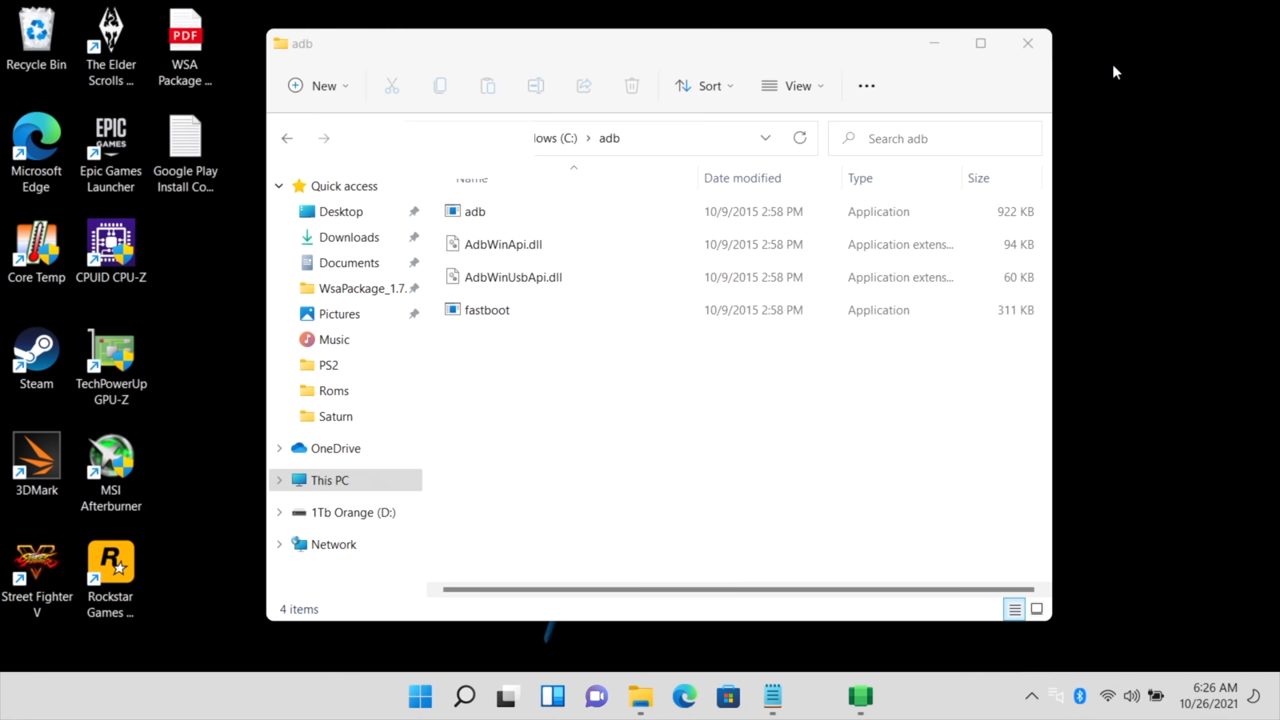 Recycle Bin
The Elder
Scrolls ...
PDF
WSA
Package ...
Microsoft
Edge
EPIC
GAMES
Epic Games
Launcher
Google Play
Install Co...
Core Temp
CPUID CPU-Z
Steam
TechPowerUp
GPU-Z
3DMark
MSI
Afterburner
Street Fighter
V
R
Rockstar
Games ...
adb
New
Sort
View
...
(C:) > adb
Search adb
Quick access
Desktop
Downloads
Documents
WsaPackage_1.7.
Pictures
Music
PS2
Roms
Saturn
OneDrive
This PC
1Tb Orange (D:)
Network
Name Date modified Type Size
adb 10/9/2015 2:58 PM Application 922 KB
AdbWinApi.dll 10/9/2015 2:58 PM Application extens... 94 KB
AdbWinUsbApi.dll 10/9/2015 2:58 PM Application extens... 60 KB
fastboot 10/9/2015 2:58 PM Application 311 KB
4 items
6:26 AM
10/26/2021